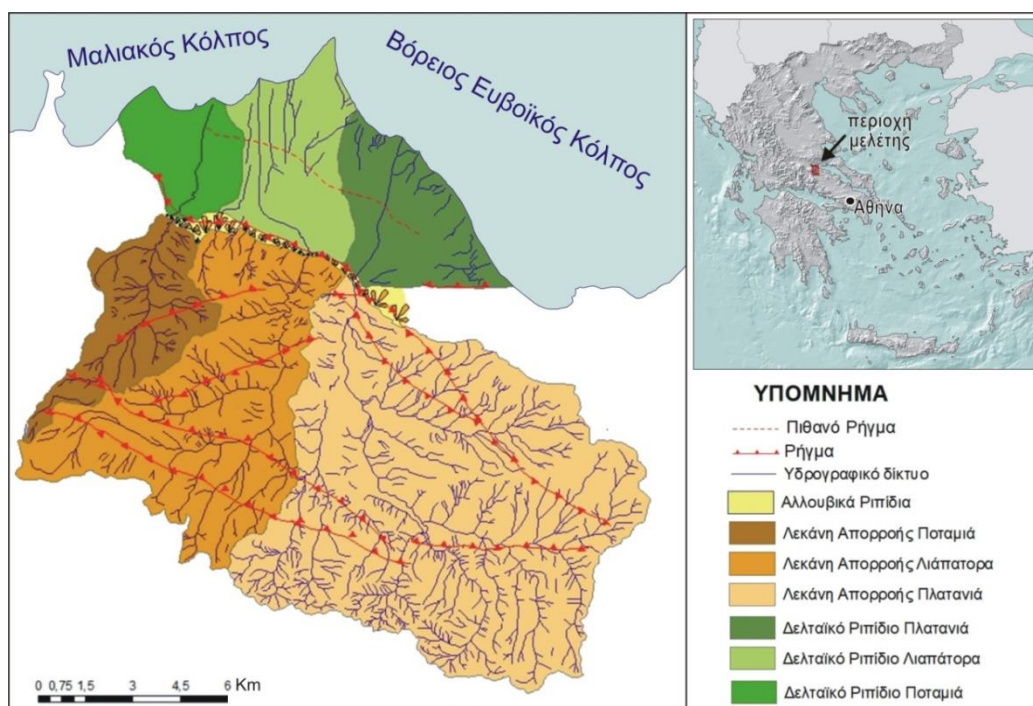 Μαλιακός Κόλπος
Βόρειος Ευβοϊκός Κόλπος
περιοχή
μελέτης
Αθήνα
ΥΠΟΜΝΗΜΑ
Πιθανό Ρήγμα
Ρήγμα
Υδρογραφικό δίκτυο
Αλλουβικά Ριπίδια
Λεκάνη Απορροής Ποταμιά
Λεκάνη Απορροής Λιάπατορα
Λεκάνη Απορροής Πλατανιά
Δελταϊκό Ριπίδιο Πλατανιά
Δελταϊκό Ριπίδιο Λιαπάτορα
Δελταϊκό Ριπίδιο Ποταμιά
0 0,75 1,5 3 4,5 6 Km